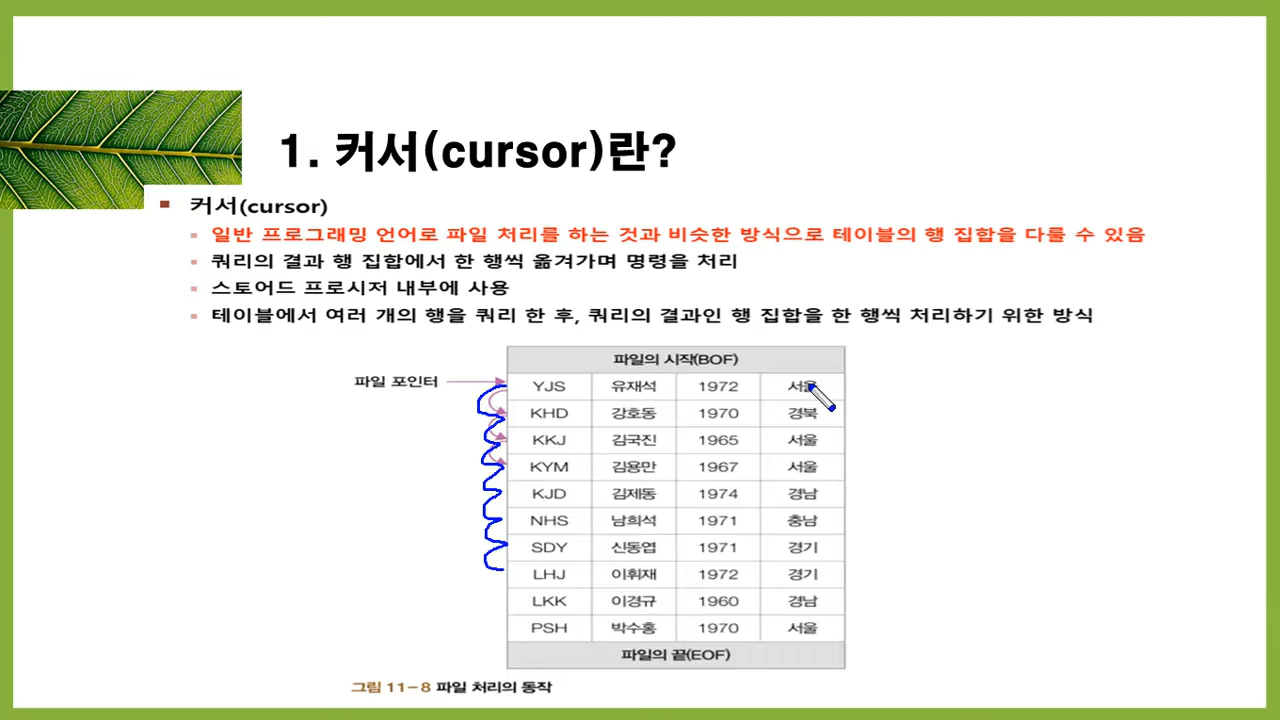 1. 커서(cursor)란?
커서(cursor)
일반 프로그래밍 언어로 파일 처리를 하는 것과 비슷한 방식으로 테이블의 행 집합을 다룰 수 있음
쿼리의 결과 행 집합에서 한 행씩 옮겨가며 명령을 처리
스토어드 프로시저 내부에 사용
테이블에서 여러 개의 행을 쿼리 한 후, 쿼리의 결과인 행 집합을 한 행씩 처리하기 위한 방식
파일의 시작(BOF)
파일 포인터
YJS 유재석 1972 서울
KHD 강호동 1970 경북
KKJ 김국진 1965 서울
KYM 김용만 1967 서울
KJD 김제동 1974 경남
NHS 남희석 1971 충남
SDY 신동엽 1971 경기
LHJ 이휘재 1972 경기
LKK 이경규 1960 경남
PSH 박수홍 1970 서울
파일의 끝(EOF)
그림 11-8 파일 처리의 동작